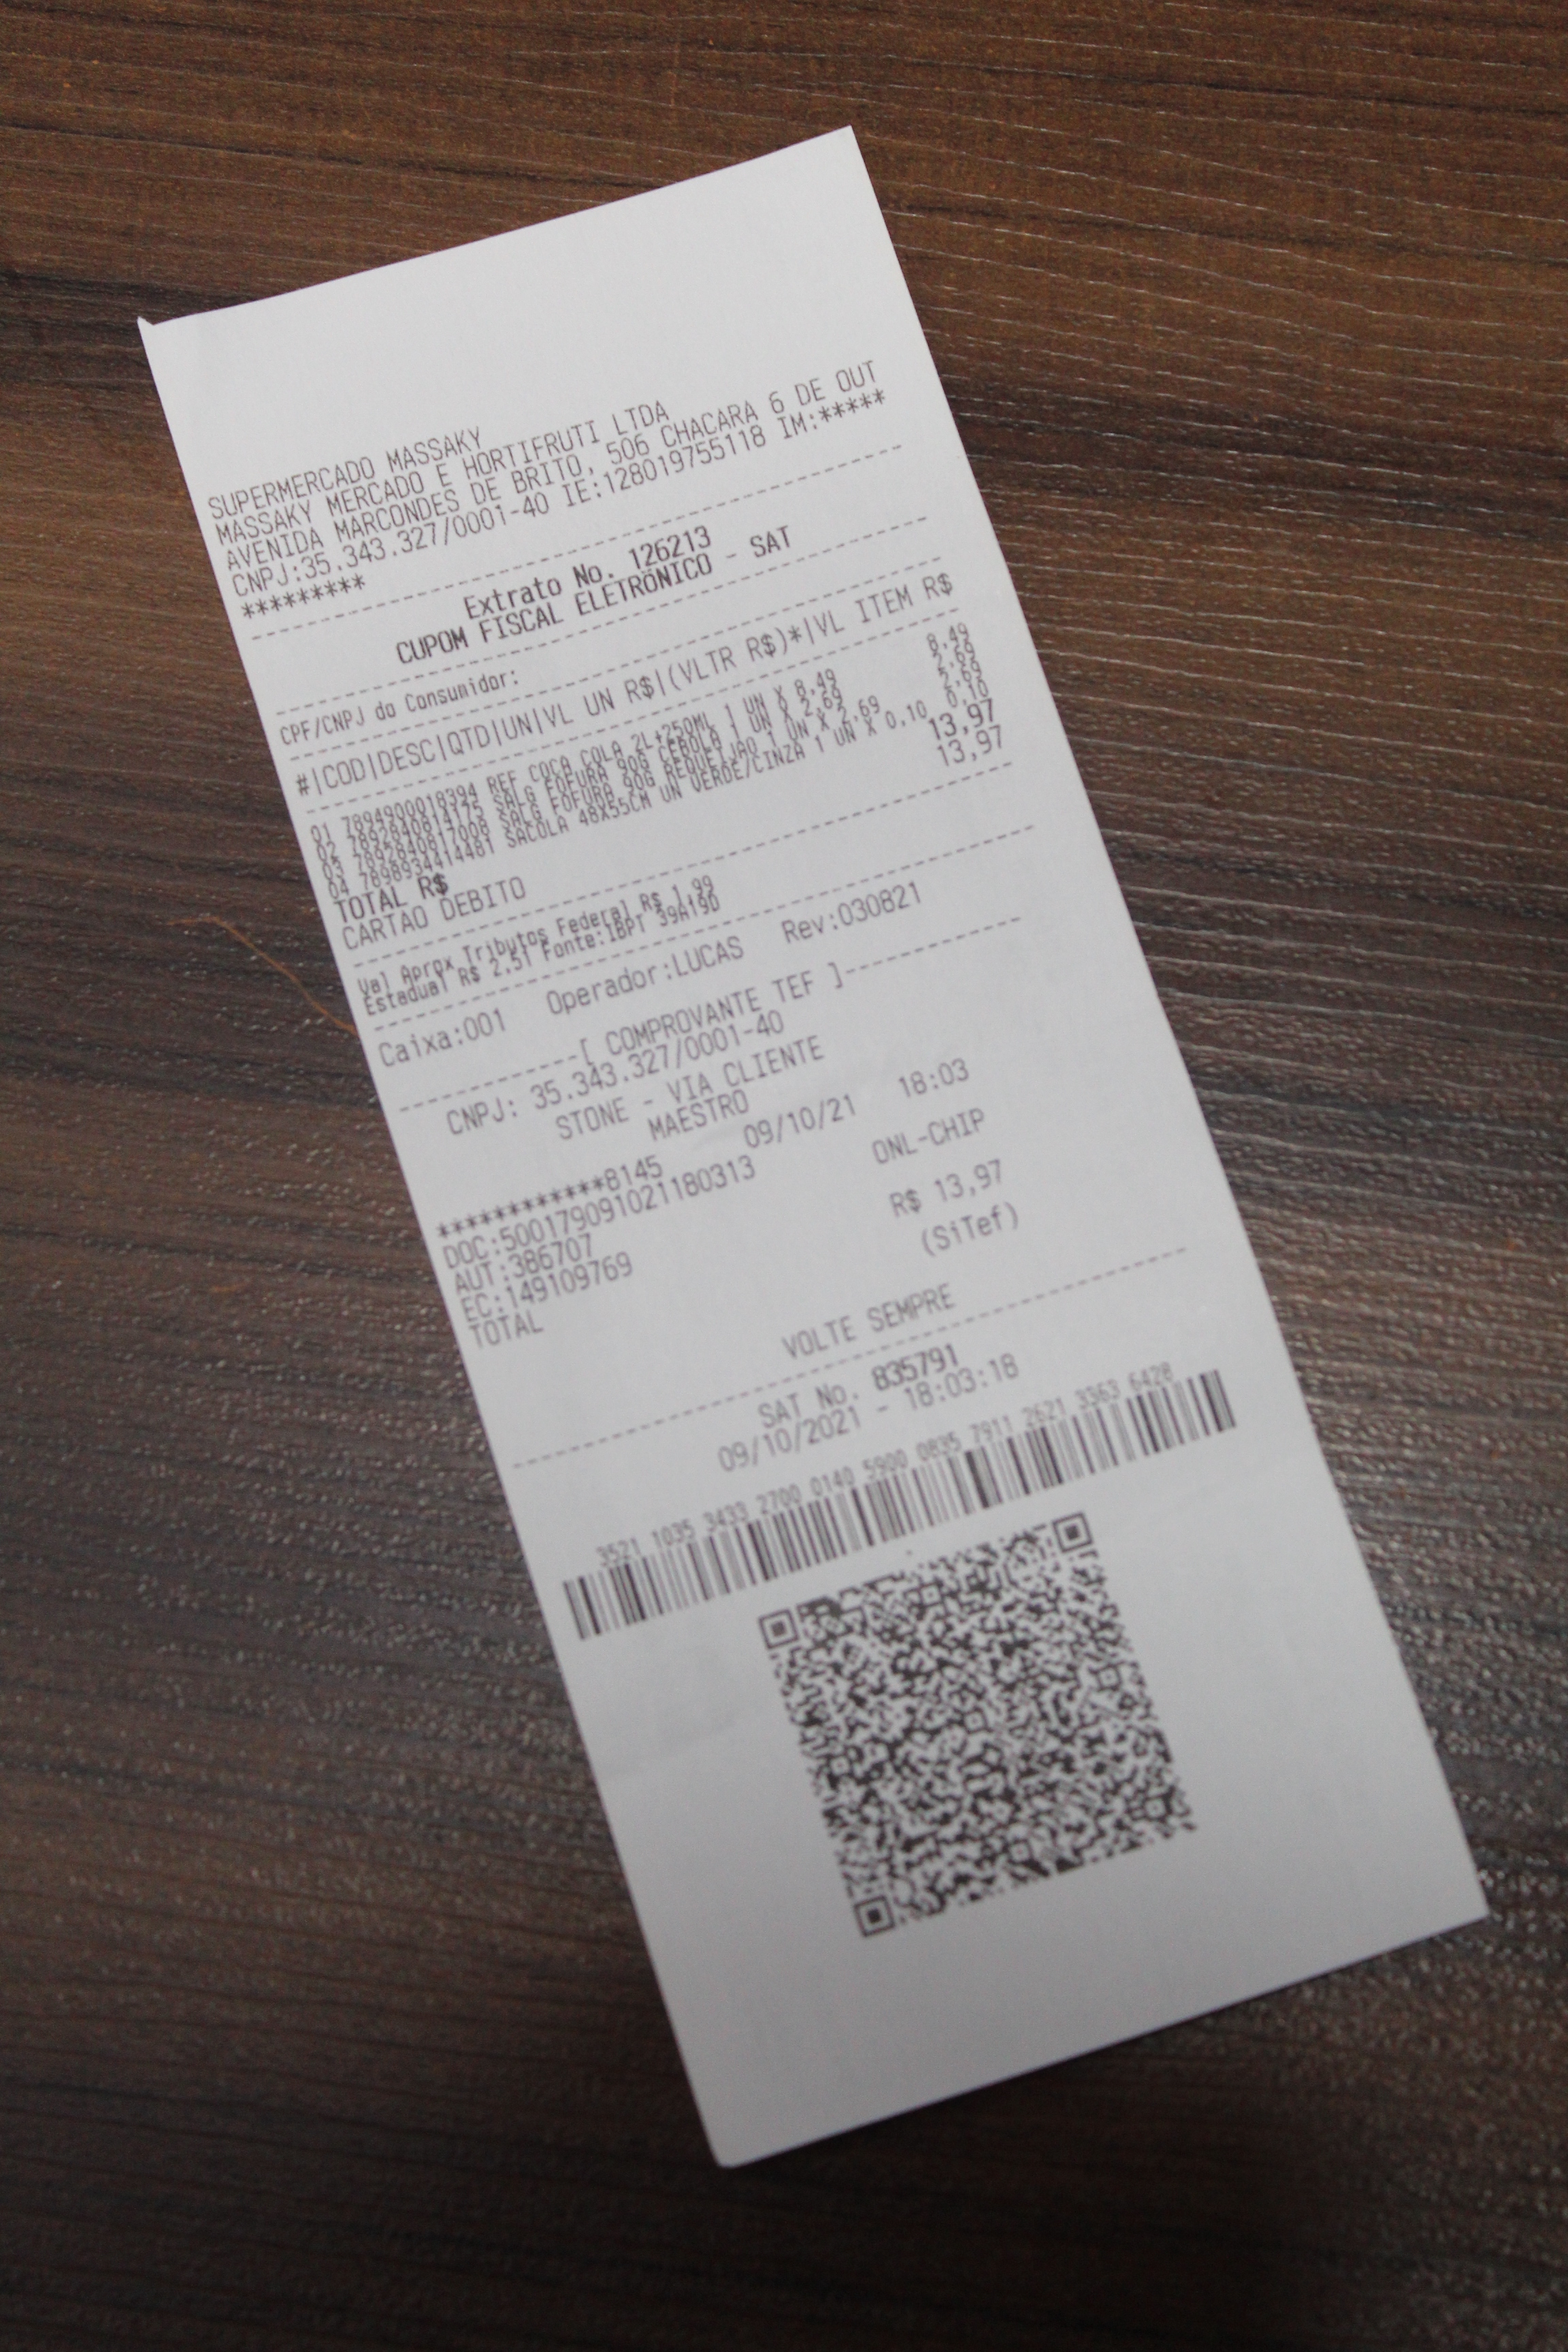 SUPERMERCADO MASSAKY
MASSAKY MERCADO E HORTIFRUTI LTDA
AVENIDA MARCONDES DE BRITO, 506 CHACARA 6 DE OUT
CNPJ:35.343.327/0001-40 IE:128019755118 IM:*****
*********
Extrato No. 126213
CUPOM FISCAL ELETRÔNICO - SAT
CPF/CNPJ do Consumidor:
#|COD|DESC|QTD|UN|VL UN R$|(VLTR R$)*|VL ITEM R$
01 7894900018394 REF COCA COLA 2L+250ML 1 UN X 8,49 8,49
02 7892840814175 SALG FOFURA 90G CEBOLA 1 UN X 2,69 2,69
03 7892840817008 SALG FOFURA 90G REQUEIJAO 1 UN X 2,69 2,69
04 7898934414481 SACOLA 48X55CM UN VERDE/CINZA 1 UN X 0,10 0,10
TOTAL R$ 13,97
CARTAO DEBITO 13,97
Val Aprox Tributos Federal R$ 1,99
Estadual R$ 2,51 Fonte:IBPT 39A19D
Caixa:001 Operador:LUCAS Rev:030821
----------[ COMPROVANTE TEF ]----------
CNPJ: 35.343.327/0001-40
STONE - VIA CLIENTE
MAESTRO
************8145 09/10/21 18:03
DOC:500179091021180313
AUT:386707 ONL-CHIP
EC:149109769
TOTAL R$ 13,97
(SiTef)
VOLTE SEMPRE
SAT No. 835791
09/10/2021 - 18:03:18
3521 1035 3433 2700 0140 5900 0835 7911 2621 3363 6428